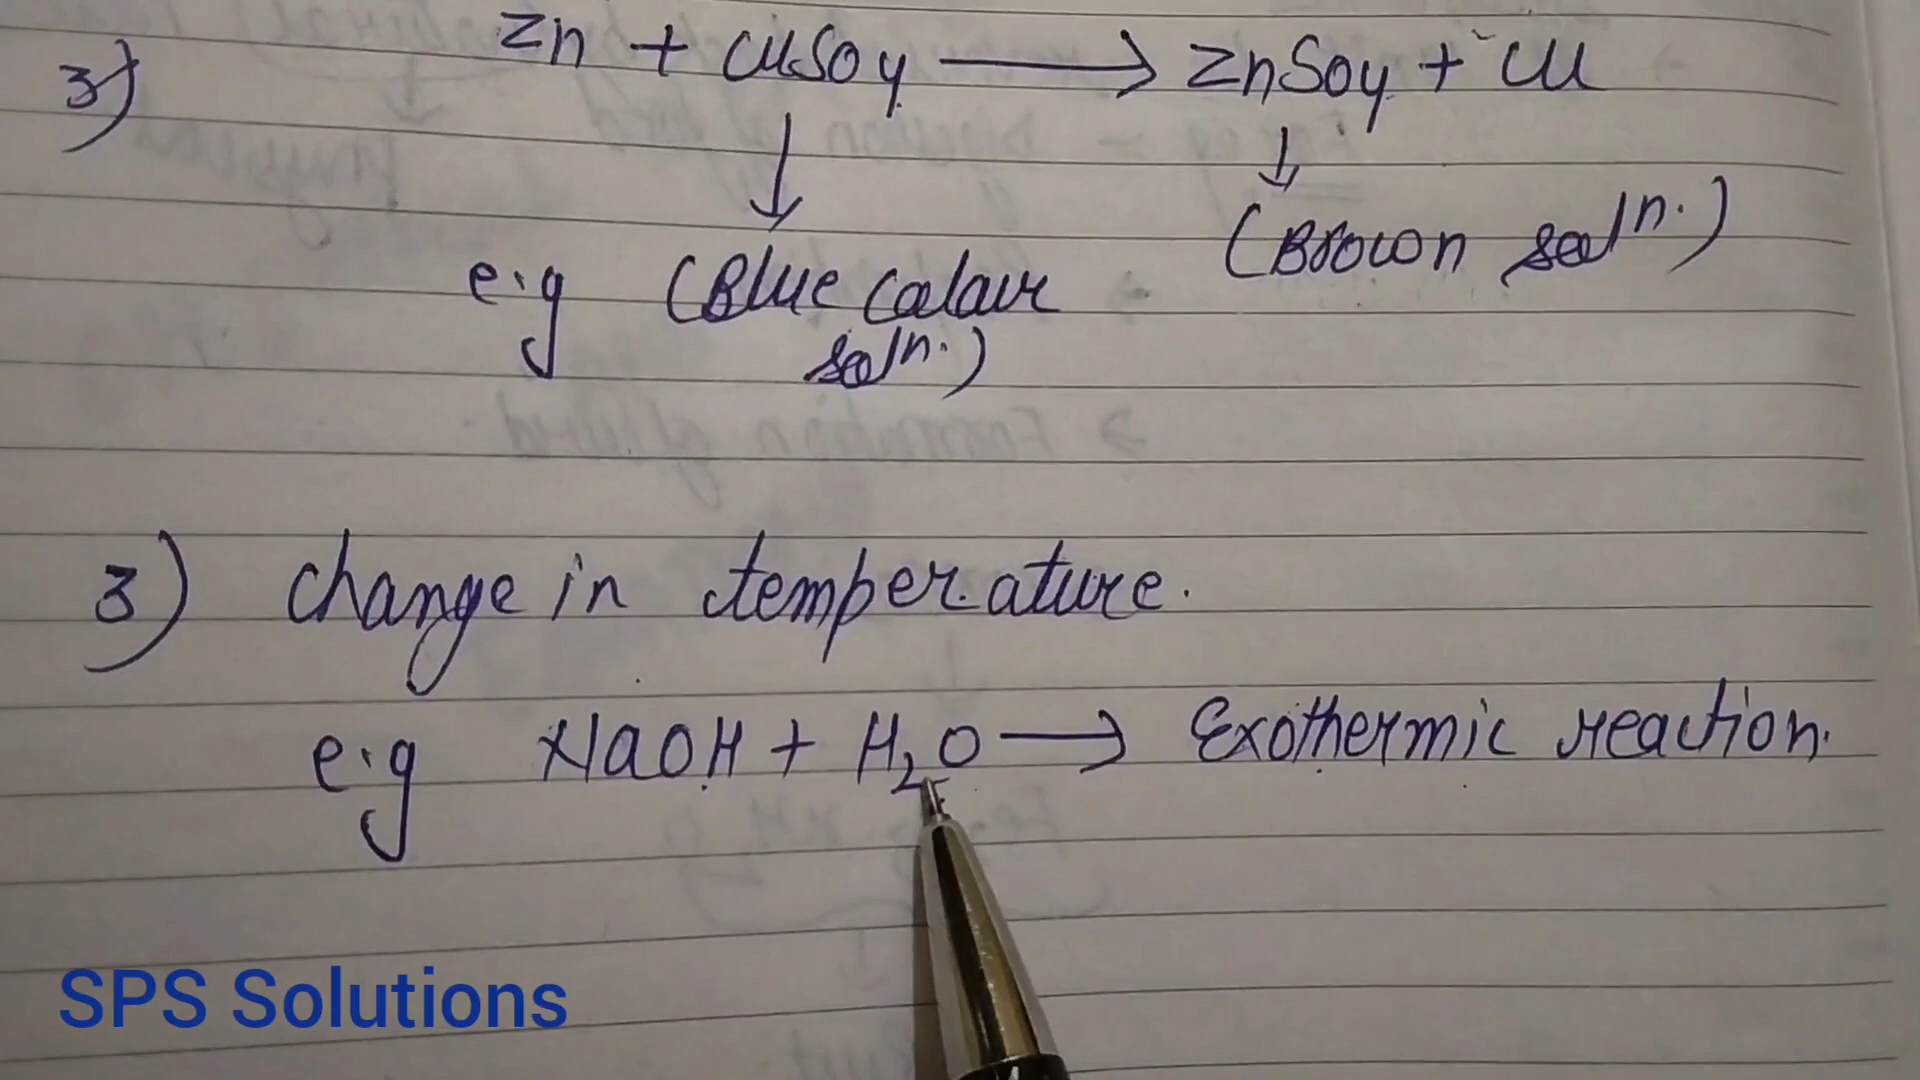 3) Zn + CuSO4 → ZnSO4 + Cu
(Brown soln.)
e.g (Blue Colour
soln.)
3) Change in temperature.
e.g NaOH + H2O → Exothermic reaction.
SPS Solutions